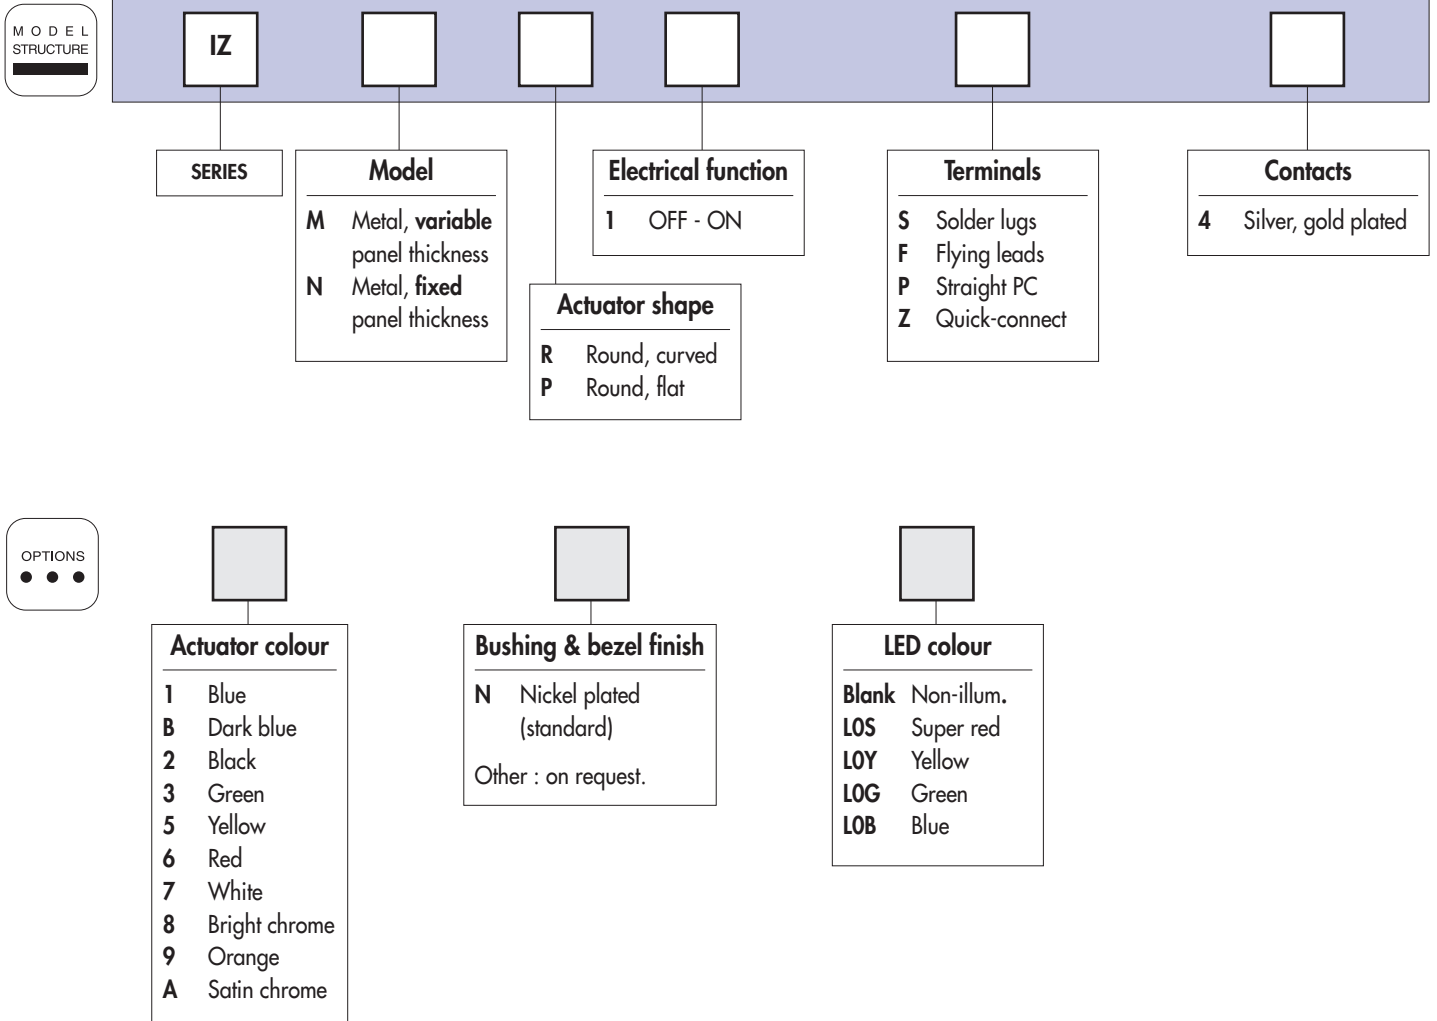 MODEL
STRUCTURE
IZ
SERIES
Model
M Metal, variable
panel thickness
N Metal, fixed
panel thickness
Actuator shape
R Round, curved
P Round, flat
Electrical function
1 OFF - ON
Terminals
S Solder lugs
F Flying leads
P Straight PC
Z Quick-connect
Contacts
4 Silver, gold plated
OPTIONS
Actuator colour
1 Blue
B Dark blue
2 Black
3 Green
5 Yellow
6 Red
7 White
8 Bright chrome
9 Orange
A Satin chrome
Bushing & bezel finish
N Nickel plated
(standard)
Other : on request.
LED colour
Blank Non-illum.
L0S Super red
L0Y Yellow
L0G Green
L0B Blue